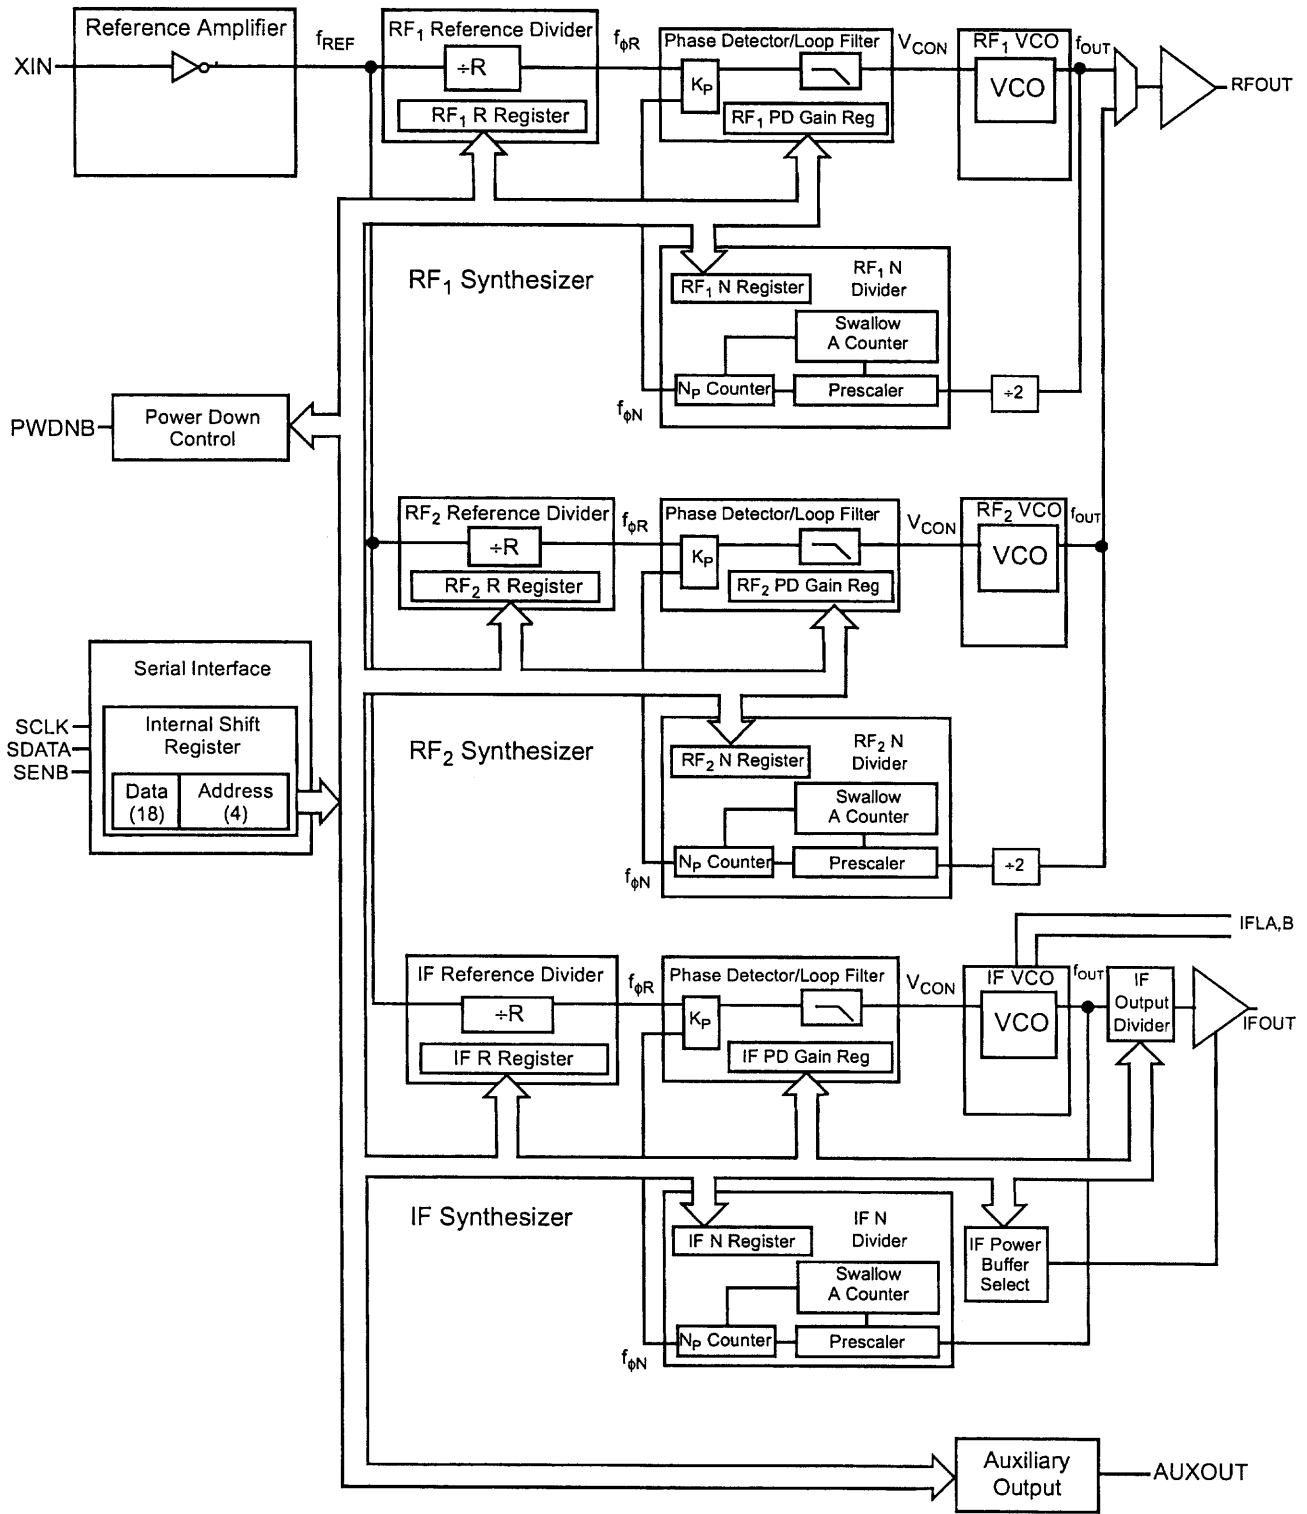 Reference Amplifier
XIN
fREF
RF1 Reference Divider
÷R
RF1 R Register
fϕR
Phase Detector/Loop Filter
KP
RF1 PD Gain Reg
VCON
RF1 VCO
VCO
fOUT
RFOUT
RF1 Synthesizer
RF1 N Register
RF1 N
Divider
Swallow
A Counter
NP Counter
Prescaler
÷2
fϕN
PWDNB
Power Down
Control
RF2 Reference Divider
÷R
RF2 R Register
fϕR
Phase Detector/Loop Filter
KP
RF2 PD Gain Reg
VCON
RF2 VCO
VCO
fOUT
Serial Interface
SCLK
SDATA
SENB
Internal Shift
Register
Data
(18)
Address
(4)
RF2 Synthesizer
RF2 N Register
RF2 N
Divider
Swallow
A Counter
NP Counter
Prescaler
÷2
fϕN
IFLA,B
IF Reference Divider
÷R
IF R Register
fϕR
Phase Detector/Loop Filter
KP
IF PD Gain Reg
VCON
IF VCO
VCO
fOUT
IF
Output
Divider
IFOUT
IF Synthesizer
IF N Register
IF N
Divider
Swallow
A Counter
NP Counter
Prescaler
fϕN
IF Power
Buffer
Select
Auxiliary
Output
AUXOUT